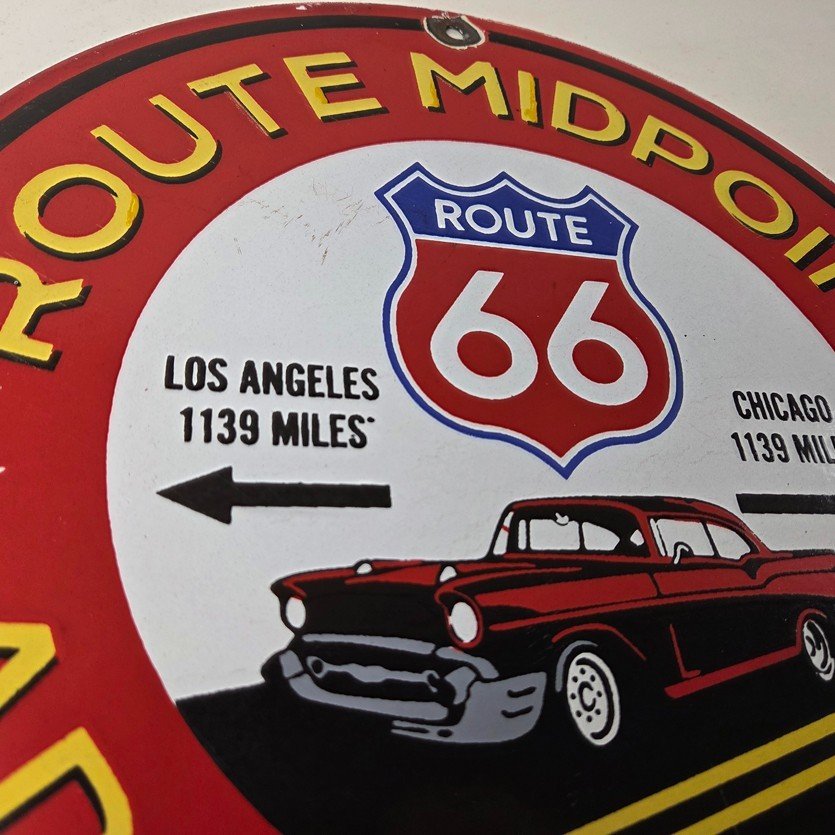 ROUTE MIDPOI
ROUTE
66
LOS ANGELES
1139 MILES
CHICAGO
1139 MIL